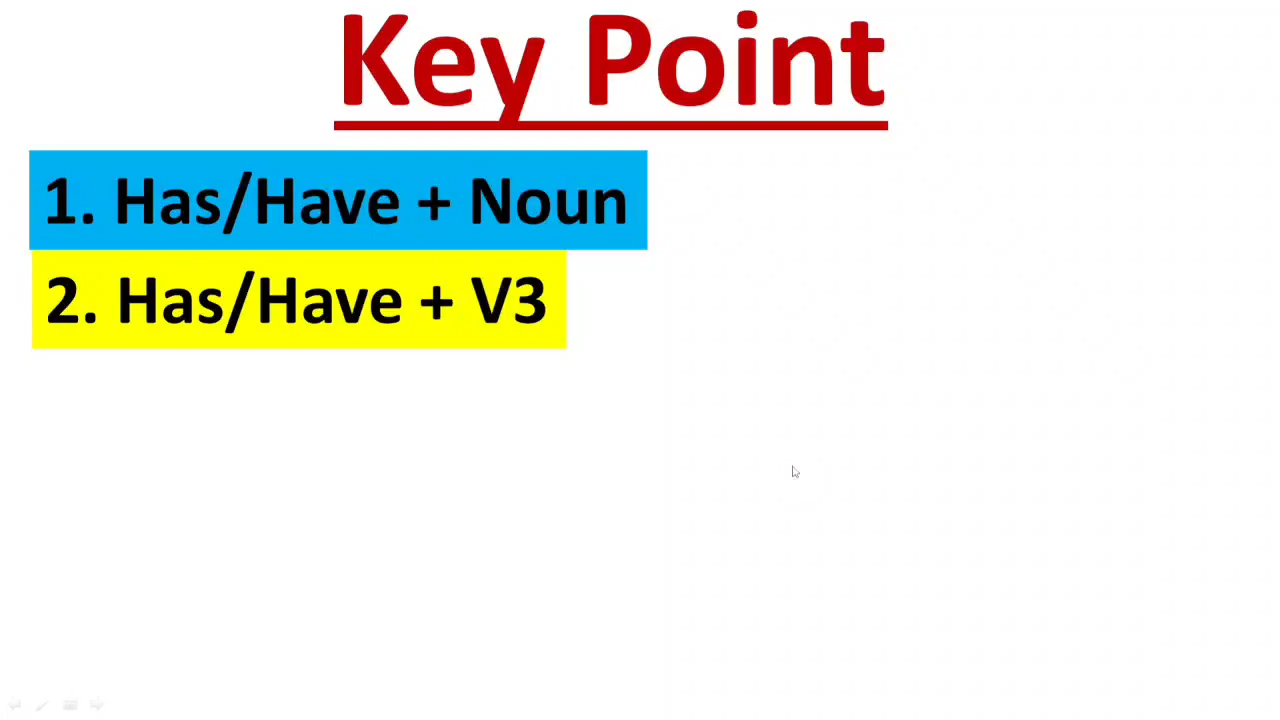 Key Point
1. Has/Have + Noun
2. Has/Have + V3